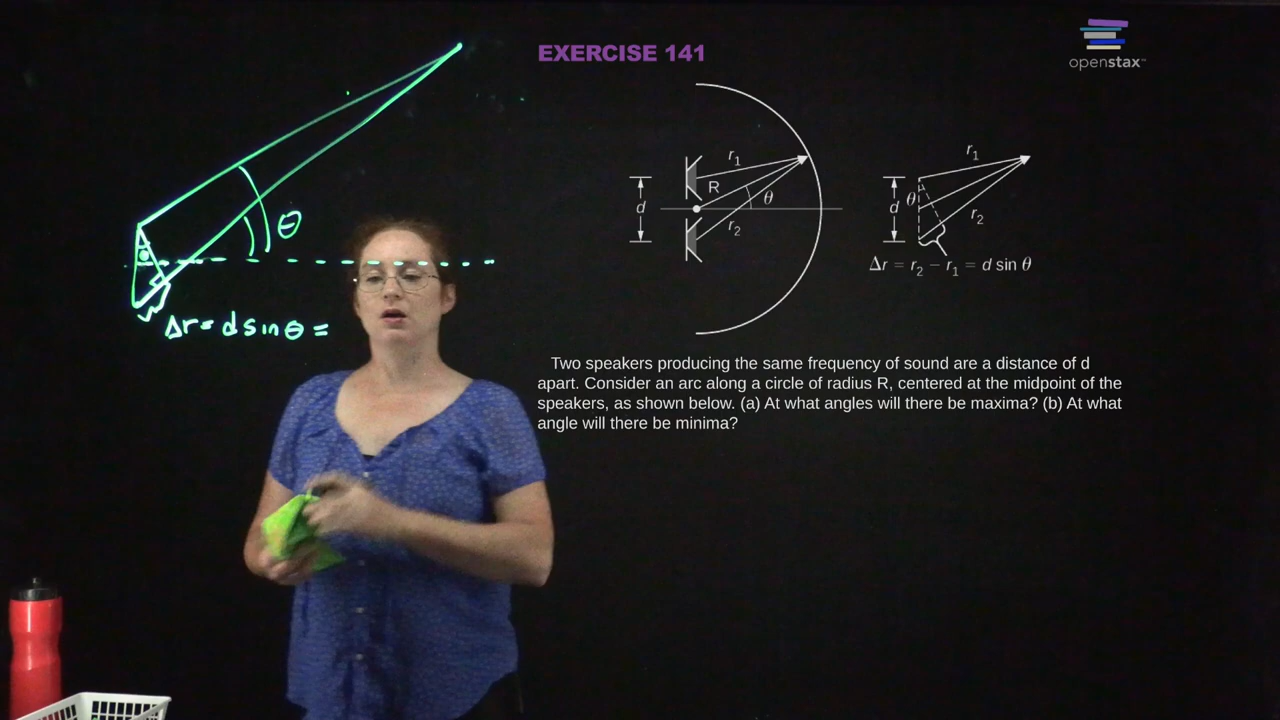 EXERCISE 141
openstax™
θ
Δr = d sin θ =
d
r₁
R
θ
r₂
d
θ
r₁
r₂
Δr = r₂ − r₁ = d sin θ
Two speakers producing the same frequency of sound are a distance of d
apart. Consider an arc along a circle of radius R, centered at the midpoint of the
speakers, as shown below. (a) At what angles will there be maxima? (b) At what
angle will there be minima?